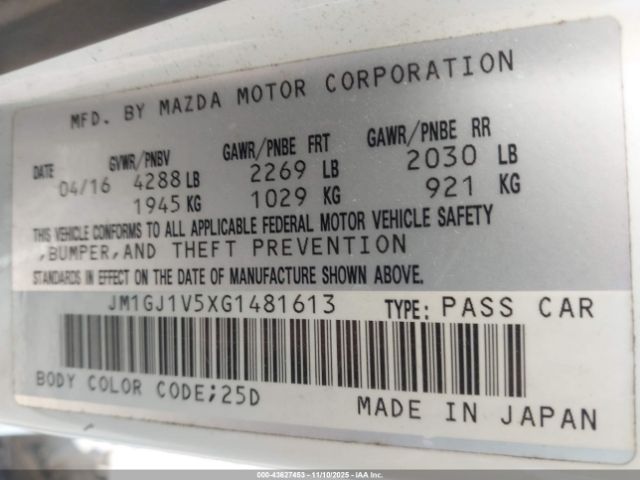 MFD. BY MAZDA MOTOR CORPORATION
DATE GVWR/PNBV GAWR/PNBE FRT GAWR/PNBE RR
04/16 4288 LB 2269 LB 2030 LB
1945 KG 1029 KG 921 KG
THIS VEHICLE CONFORMS TO ALL APPLICABLE FEDERAL MOTOR VEHICLE SAFETY
,BUMPER,AND THEFT PREVENTION
STANDARDS IN EFFECT ON THE DATE OF MANUFACTURE SHOWN ABOVE.
JM1GJ1V5XG1481613 TYPE: PASS CAR
BODY COLOR CODE;25D
MADE IN JAPAN
000-43627453 - 11/10/2025 - IAAI.COM